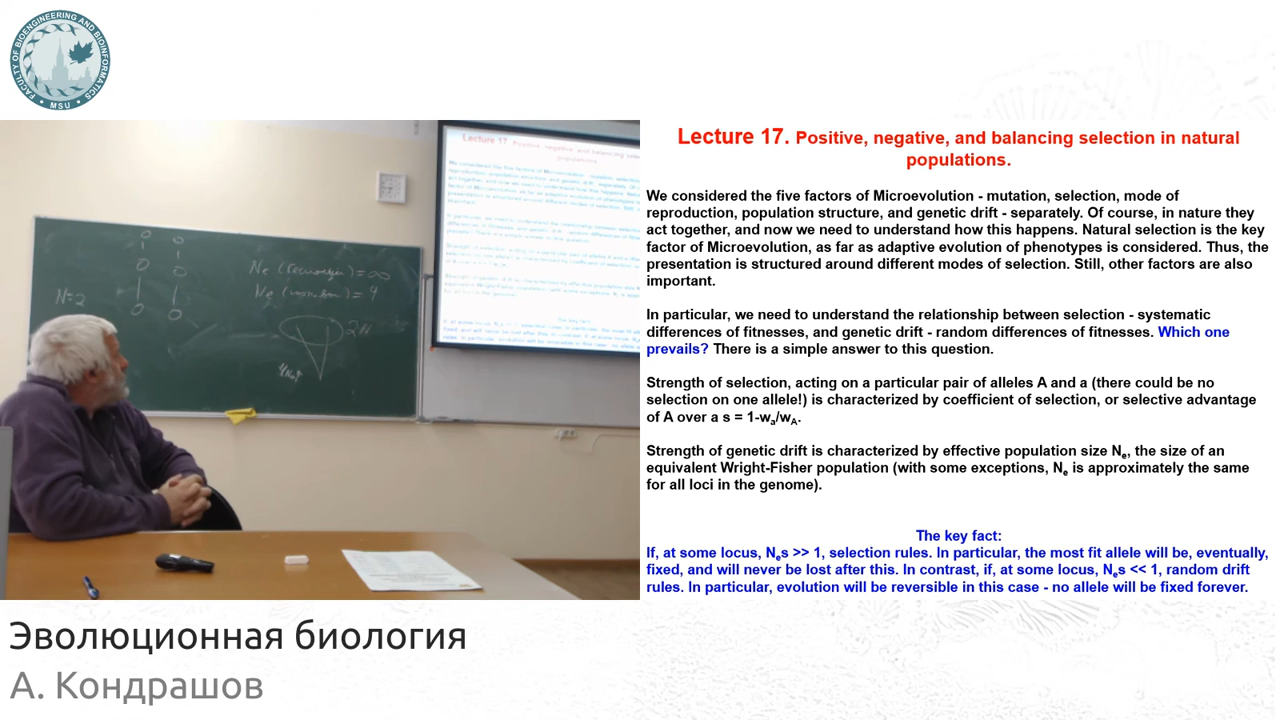 FACULTY OF BIOENGINEERING AND BIOINFORMATICS
• MSU •
Lecture 17. Positive, negative, and balancing selection in natural
populations.
We considered the five factors of Microevolution - mutation, selection, mode of
reproduction, population structure, and genetic drift - separately. Of course, in nature they
act together, and now we need to understand how this happens. Natural selection is the key
factor of Microevolution, as far as adaptive evolution of phenotypes is considered. Thus, the
presentation is structured around different modes of selection. Still, other factors are also
important.
In particular, we need to understand the relationship between selection - systematic
differences of fitnesses, and genetic drift - random differences of fitnesses. Which one
prevails? There is a simple answer to this question.
Strength of selection, acting on a particular pair of alleles A and a (there could be no
selection on one allele!) is characterized by coefficient of selection, or selective advantage
of A over a s = 1-wa/wA.
Strength of genetic drift is characterized by effective population size Ne, the size of an
equivalent Wright-Fisher population (with some exceptions, Ne is approximately the same
for all loci in the genome).
The key fact:
If, at some locus, Nes >> 1, selection rules. In particular, the most fit allele will be, eventually,
fixed, and will never be lost after this. In contrast, if, at some locus, Nes << 1, random drift
rules. In particular, evolution will be reversible in this case - no allele will be fixed forever.
Lecture 17. Positive, negative, and balancing
populations
N=2
Ne
= ∞
Ne
= 4
2N
Эволюционная биология
А. Кондрашов